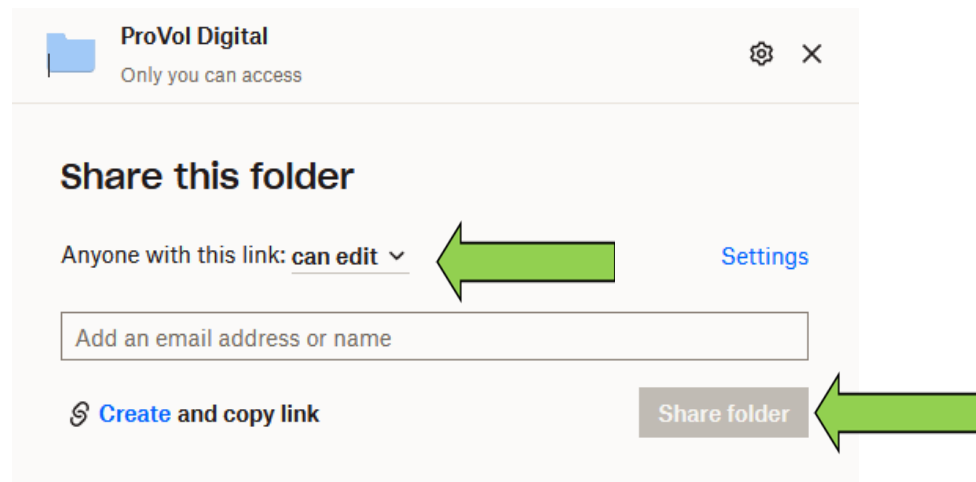 ProVol Digital
Only you can access
Share this folder
Anyone with this link: can edit
Settings
Add an email address or name
Create and copy link
Share folder